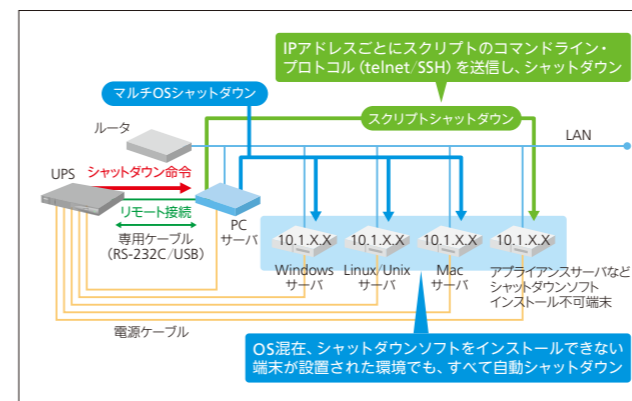 IPアドレスごとにスクリプトのコマンドライン・
プロトコル（telnet/SSH）を送信し、シャットダウン
マルチOSシャットダウン
スクリプトシャットダウン
ルータ
LAN
UPS
シャットダウン命令
リモート接続
専用ケーブル
（RS-232C/USB）
PC
サーバ
10.1.X.X
10.1.X.X
10.1.X.X
10.1.X.X
Windows
サーバ
Linux/Unix
サーバ
Mac
サーバ
アプライアンスサーバなど
シャットダウンソフト
インストール不可端末
電源ケーブル
OS混在、シャットダウンソフトをインストールできない
端末が設置された環境でも、すべて自動シャットダウン